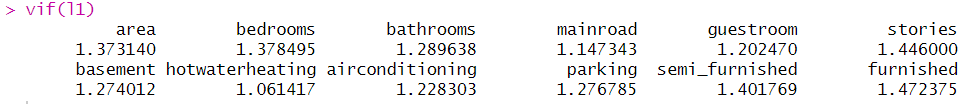 > vif(l1)
area bedrooms bathrooms mainroad guestroom stories
1.373140 1.378495 1.289638 1.147343 1.202470 1.446000
basement hotwaterheating airconditioning parking semi_furnished furnished
1.274012 1.061417 1.228303 1.276785 1.401769 1.472375